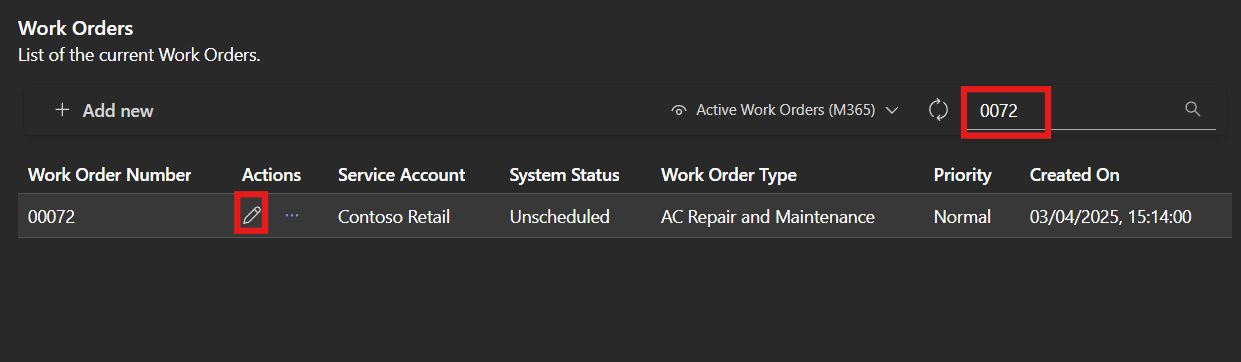 Work Orders
List of the current Work Orders.
+ Add new Active Work Orders (M365) 0072
Work Order Number Actions Service Account System Status Work Order Type Priority Created On
00072 ... Contoso Retail Unscheduled AC Repair and Maintenance Normal 03/04/2025, 15:14:00